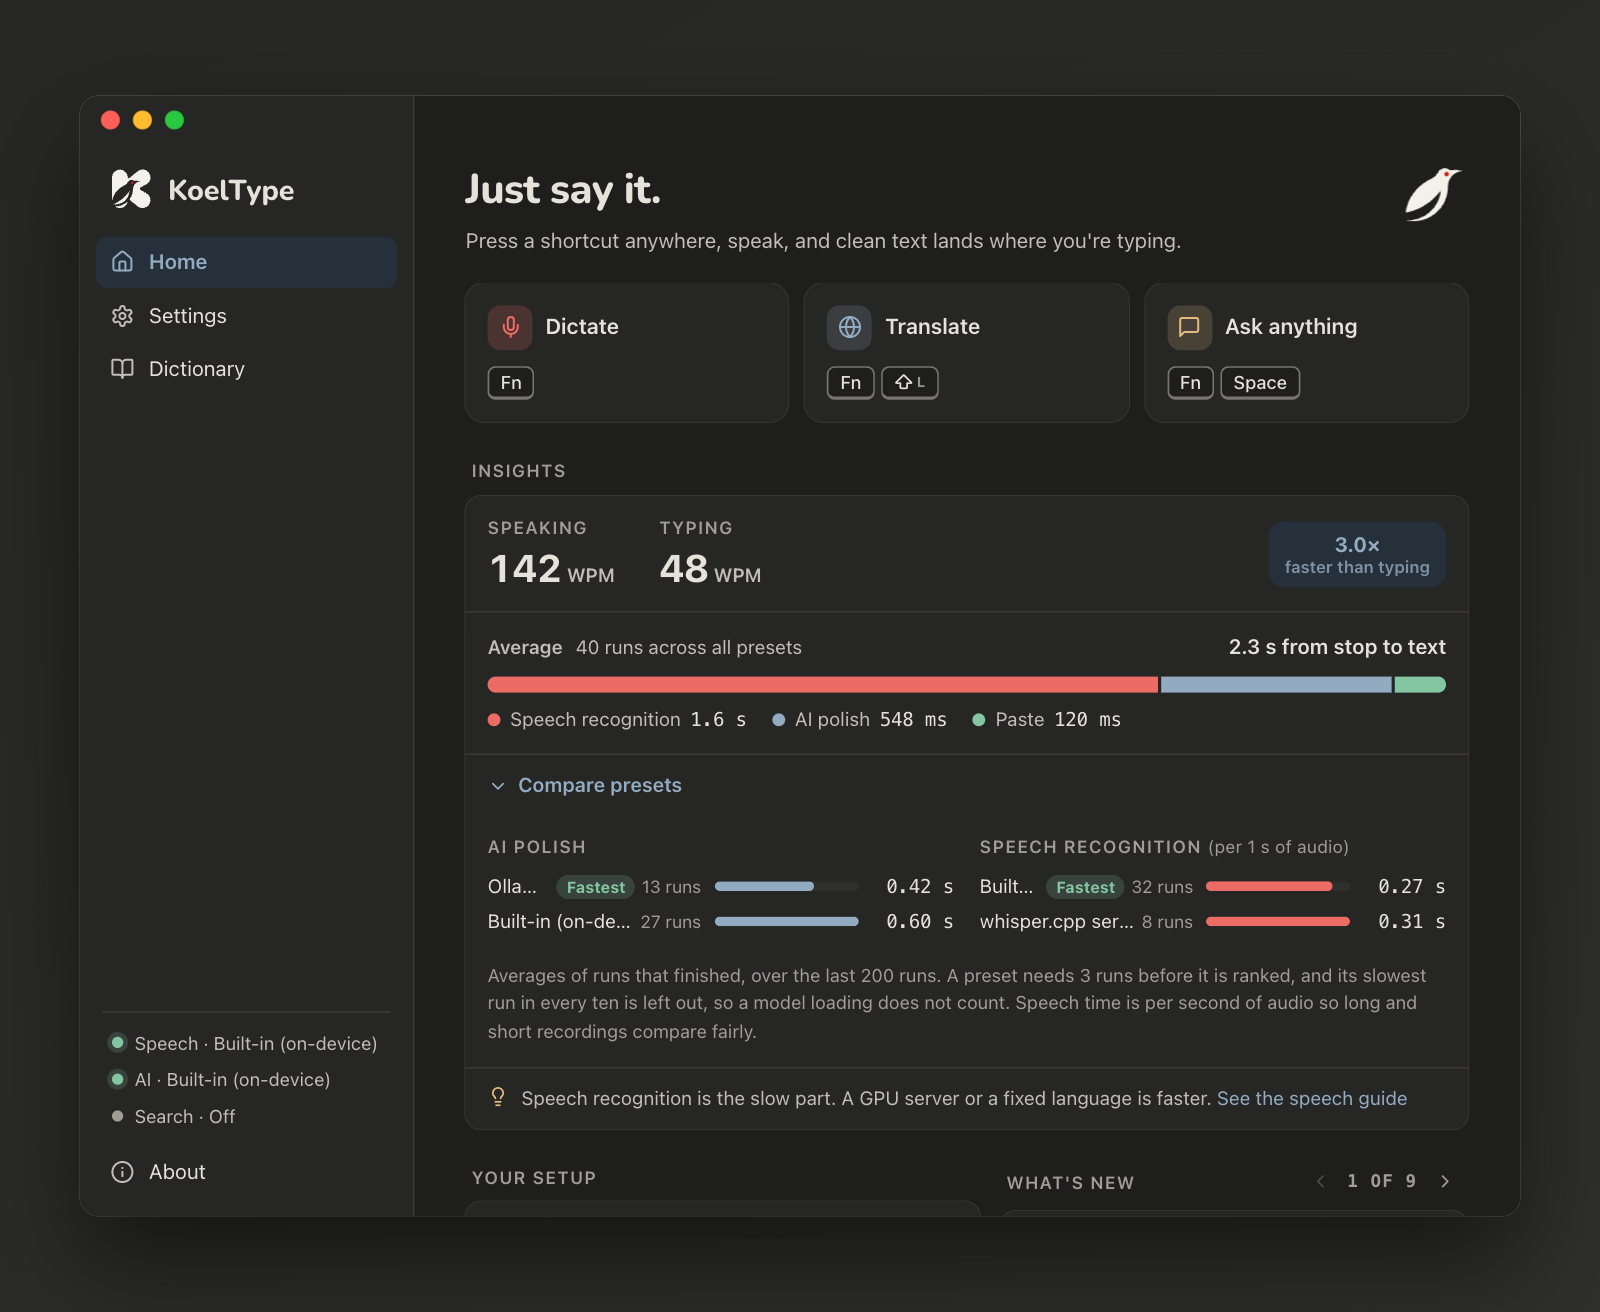 KoelType
Home
Settings
Dictionary
Speech · Built-in (on-device)
AI · Built-in (on-device)
Search · Off
About
Just say it.
Press a shortcut anywhere, speak, and clean text lands where you're typing.
Dictate
Fn
Translate
Fn L
Ask anything
Fn Space
INSIGHTS
SPEAKING
142 WPM
TYPING
48 WPM
3.0×
faster than typing
Average 40 runs across all presets
2.3 s from stop to text
Speech recognition 1.6 s AI polish 548 ms Paste 120 ms
Compare presets
AI POLISH
Olla... Fastest 13 runs 0.42 s
Built-in (on-de... 27 runs 0.60 s
SPEECH RECOGNITION (per 1 s of audio)
Built... Fastest 32 runs 0.27 s
whisper.cpp ser... 8 runs 0.31 s
Averages of runs that finished, over the last 200 runs. A preset needs 3 runs before it is ranked, and its slowest
run in every ten is left out, so a model loading does not count. Speech time is per second of audio so long and
short recordings compare fairly.
Speech recognition is the slow part. A GPU server or a fixed language is faster. See the speech guide
YOUR SETUP
WHAT'S NEW
1 OF 9